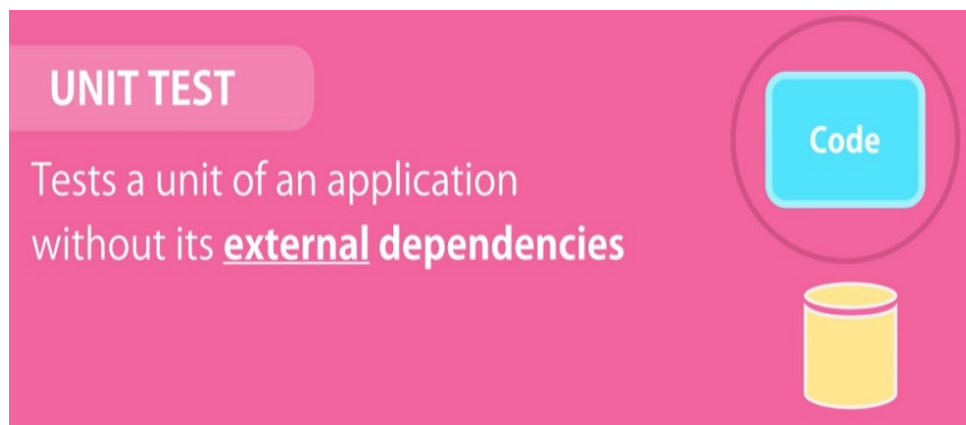 UNIT TEST
Tests a unit of an application
without its external dependencies
Code